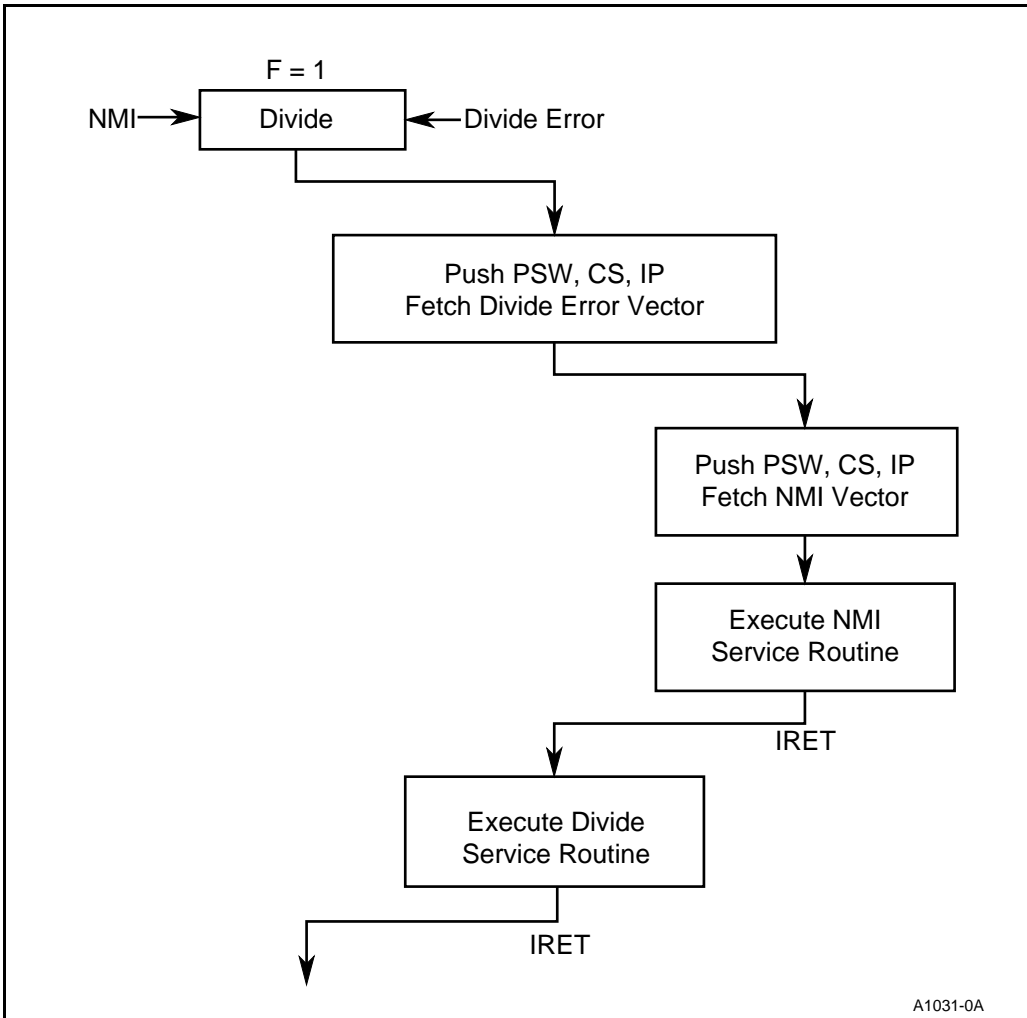 F = 1
NMI
Divide
Divide Error
Push PSW, CS, IP
Fetch Divide Error Vector
Push PSW, CS, IP
Fetch NMI Vector
Execute NMI
Service Routine
IRET
Execute Divide
Service Routine
IRET
A1031-0A